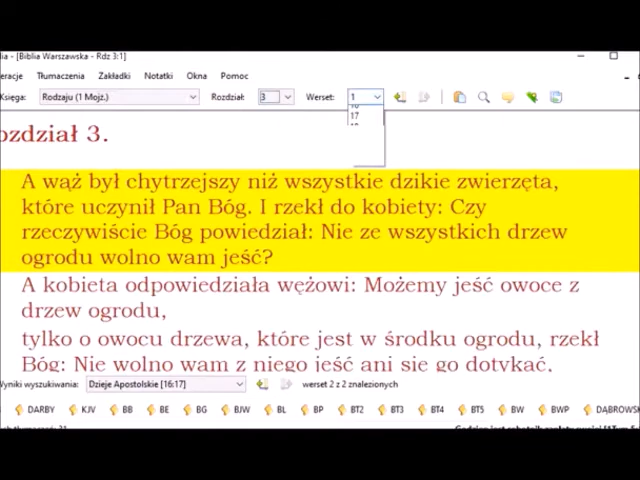 lia - [Biblia Warszawska - Rdz 3:1]
eracje Tłumaczenia Zakładki Notatki Okna Pomoc
Księga: Rodzaju (1 Mojż.) Rozdział: 3 Werset: 1
17
ozdział 3.
A wąż był chytrzejszy niż wszystkie dzikie zwierzęta,
które uczynił Pan Bóg. I rzekł do kobiety: Czy
rzeczywiście Bóg powiedział: Nie ze wszystkich drzew
ogrodu wolno wam jeść?
A kobieta odpowiedziała wężowi: Możemy jeść owoce z
drzew ogrodu,
tylko o owocu drzewa, które jest w środku ogrodu, rzekł
Bóg: Nie wolno wam z niego jeść ani się go dotykać,
Wyniki wyszukiwania: Dzieje Apostolskie [16:17] werset 2 z 2 znalezionych
DARBY KJV BB BE BG BJW BL BP BT2 BT3 BT4 BT5 BW BWP DĄBROWSK